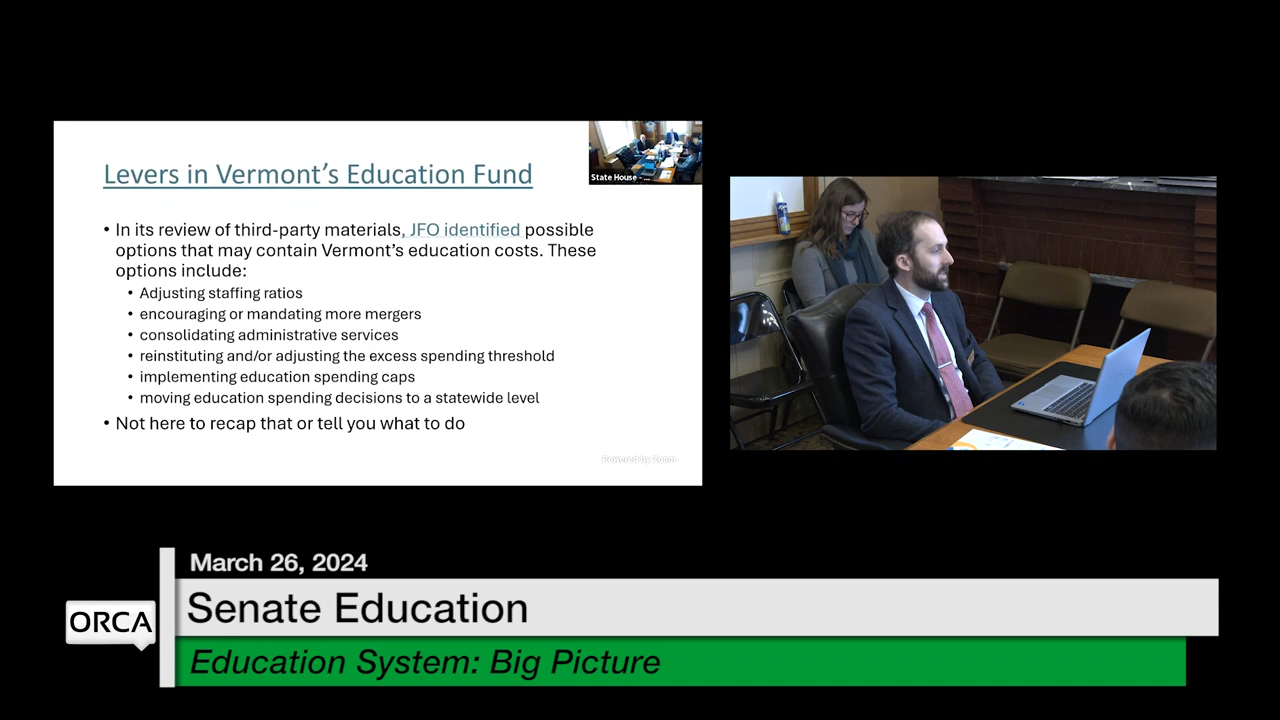 Levers in Vermont's Education Fund
State House - ...
• In its review of third-party materials, JFO identified possible
options that may contain Vermont's education costs. These
options include:
• Adjusting staffing ratios
• encouraging or mandating more mergers
• consolidating administrative services
• reinstituting and/or adjusting the excess spending threshold
• implementing education spending caps
• moving education spending decisions to a statewide level
• Not here to recap that or tell you what to do
Powered by Zoom
March 26, 2024
ORCA
Senate Education
Education System: Big Picture